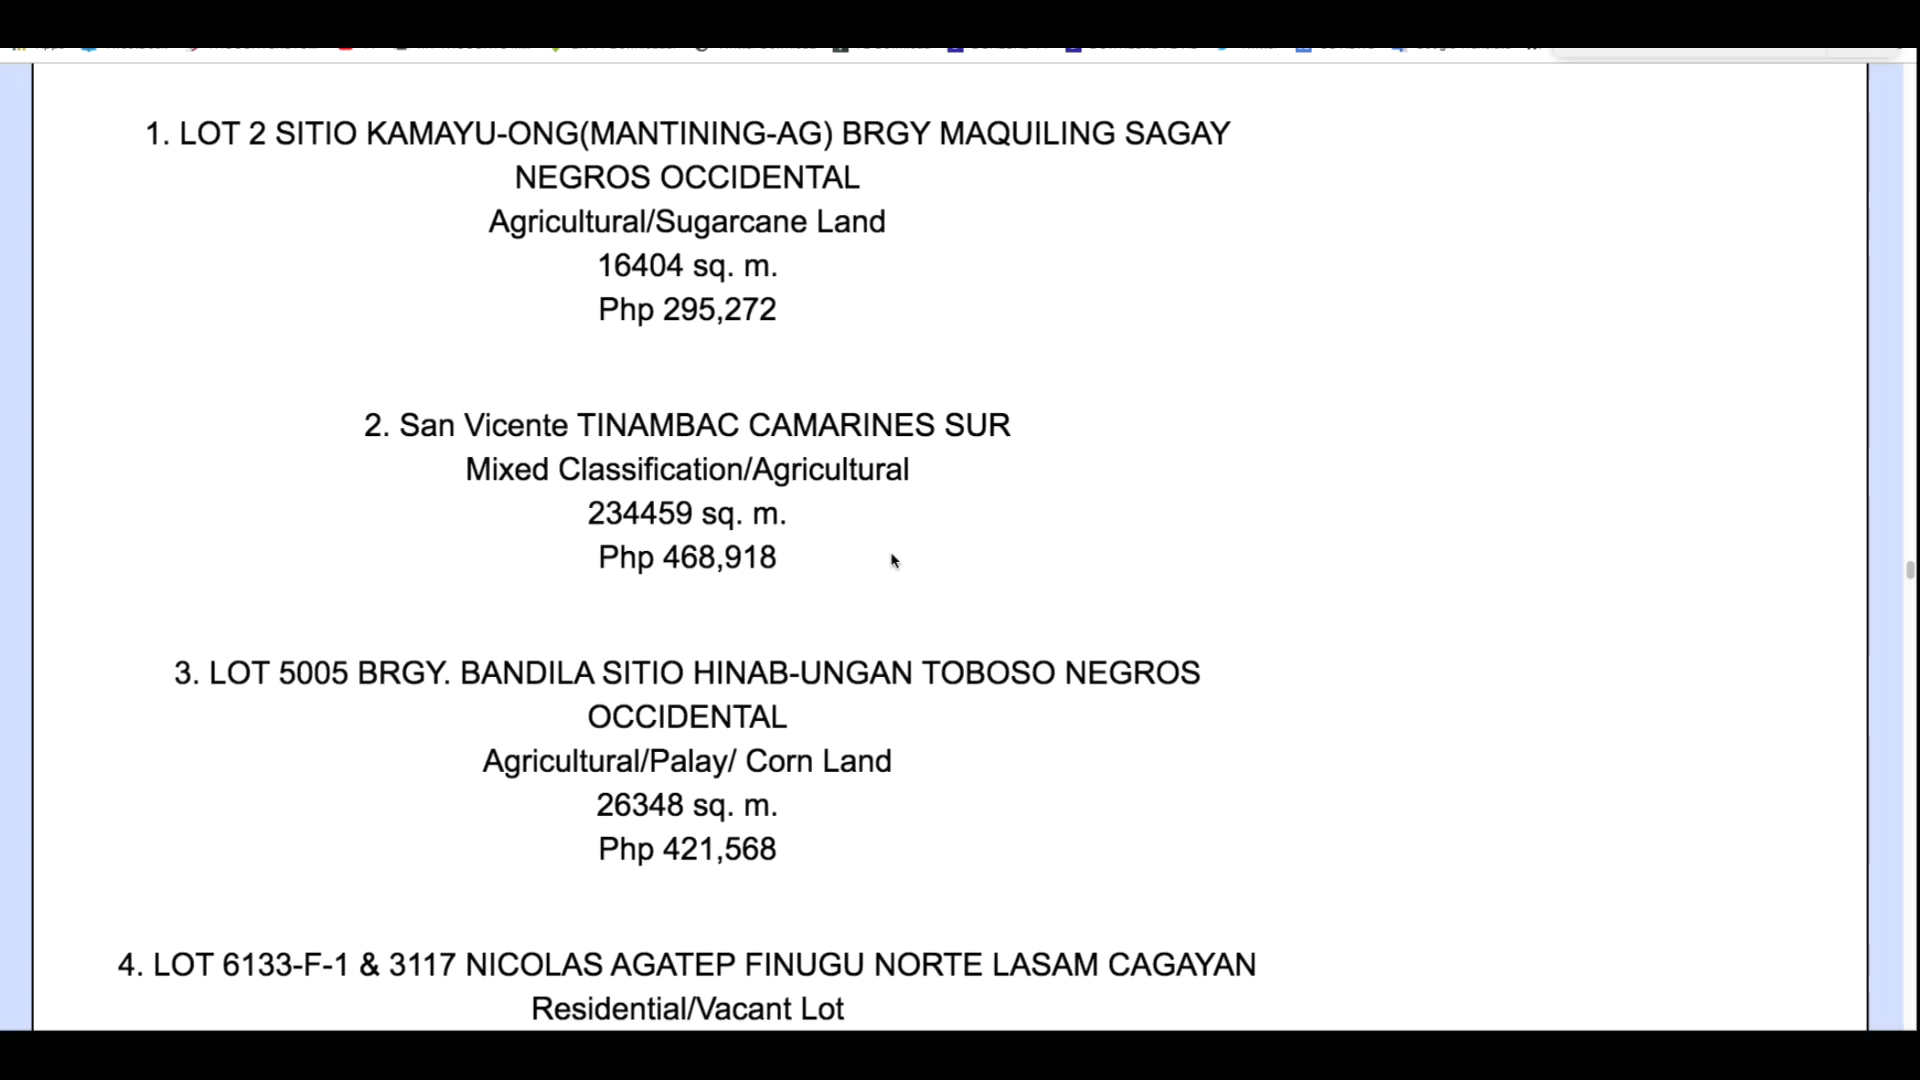 1. LOT 2 SITIO KAMAYU-ONG(MANTINING-AG) BRGY MAQUILING SAGAY
NEGROS OCCIDENTAL
Agricultural/Sugarcane Land
16404 sq. m.
Php 295,272
2. San Vicente TINAMBAC CAMARINES SUR
Mixed Classification/Agricultural
234459 sq. m.
Php 468,918
3. LOT 5005 BRGY. BANDILA SITIO HINAB-UNGAN TOBOSO NEGROS
OCCIDENTAL
Agricultural/Palay/ Corn Land
26348 sq. m.
Php 421,568
4. LOT 6133-F-1 & 3117 NICOLAS AGATEP FINUGU NORTE LASAM CAGAYAN
Residential/Vacant Lot